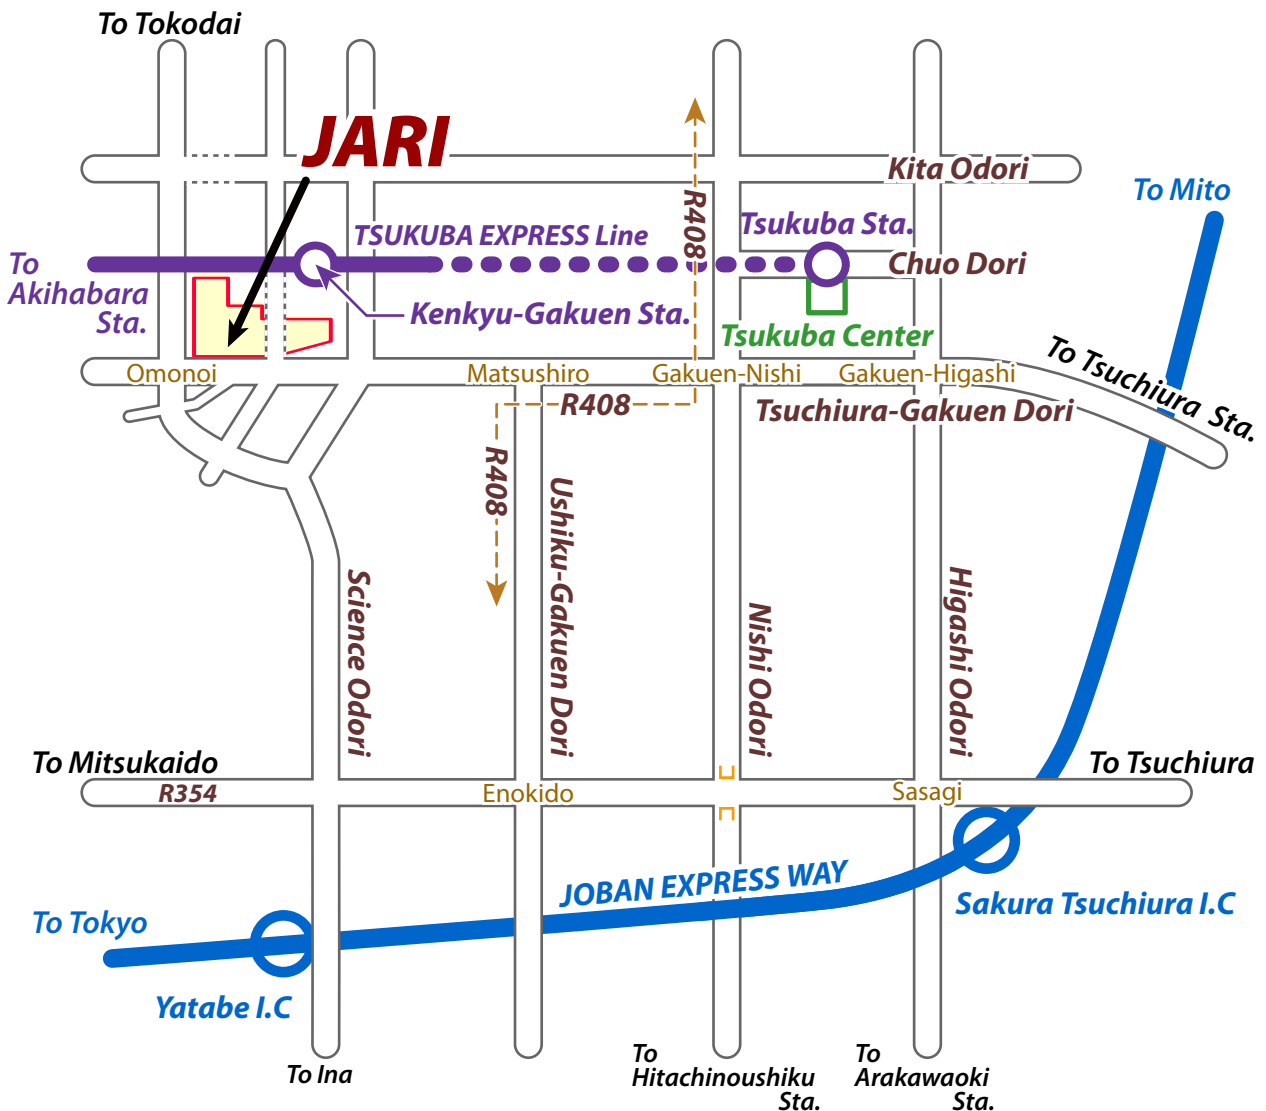 To Tokodai
JARI
Kita Odori
To Mito
R408
Tsukuba Sta.
TSUKUBA EXPRESS Line
To
Akihabara
Sta.
Chuo Dori
Kenkyu-Gakuen Sta.
Tsukuba Center
To Tsuchiura Sta.
Omonoi
Matsushiro
Gakuen-Nishi
Gakuen-Higashi
R408
Tsuchiura-Gakuen Dori
R408
Ushiku-Gakuen Dori
Science Odori
Nishi Odori
Higashi Odori
To Mitsukaido
To Tsuchiura
R354
Enokido
Sasagi
JOBAN EXPRESS WAY
Sakura Tsuchiura I.C
To Tokyo
Yatabe I.C
To Ina
To
Hitachinoushiku
Sta.
To
Arakawaoki
Sta.